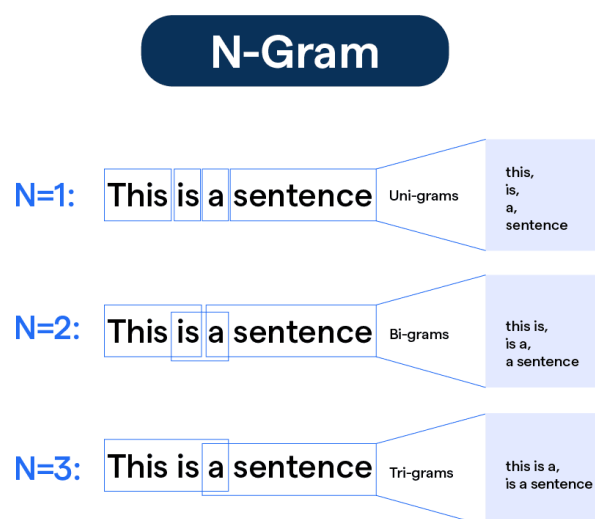 N-Gram
N=1:
This is a sentence
Uni-grams
this,
is,
a,
sentence
N=2:
This is a sentence
Bi-grams
this is,
is a,
a sentence
N=3:
This is a sentence
Tri-grams
this is a,
is a sentence